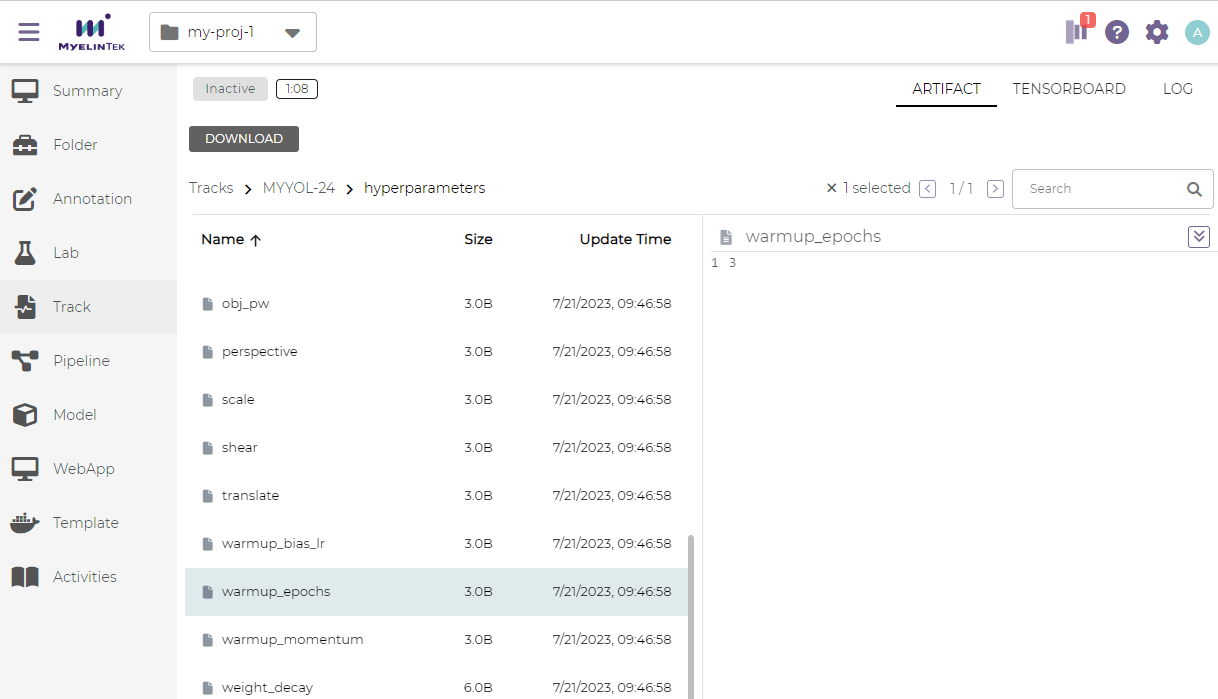 MYELINTEK
my-proj-1
1
?
A
Summary
Folder
Annotation
Lab
Track
Pipeline
Model
WebApp
Template
Activities
Inactive
1:08
ARTIFACT
TENSORBOARD
LOG
DOWNLOAD
Tracks > MYYOL-24 > hyperparameters
× 1 selected < 1 / 1 >
Search
Name ↑ Size Update Time
obj_pw 3.0B 7/21/2023, 09:46:58
perspective 3.0B 7/21/2023, 09:46:58
scale 3.0B 7/21/2023, 09:46:58
shear 3.0B 7/21/2023, 09:46:58
translate 3.0B 7/21/2023, 09:46:58
warmup_bias_lr 3.0B 7/21/2023, 09:46:58
warmup_epochs 3.0B 7/21/2023, 09:46:58
warmup_momentum 3.0B 7/21/2023, 09:46:58
weight_decay 6.0B 7/21/2023, 09:46:58
warmup_epochs
1 3